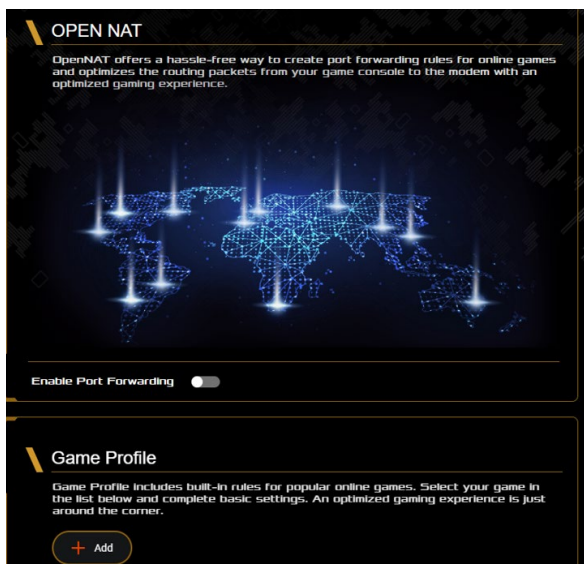 OPEN NAT
OpenNAT offers a hassle-free way to create port forwarding rules for online games
and optimizes the routing packets from your game console to the modem with an
optimized gaming experience.
Enable Port Forwarding
Game Profile
Game Profile includes built-in rules for popular online games. Select your game in
the list below and complete basic settings. An optimized gaming experience is just
around the corner.
+ Add